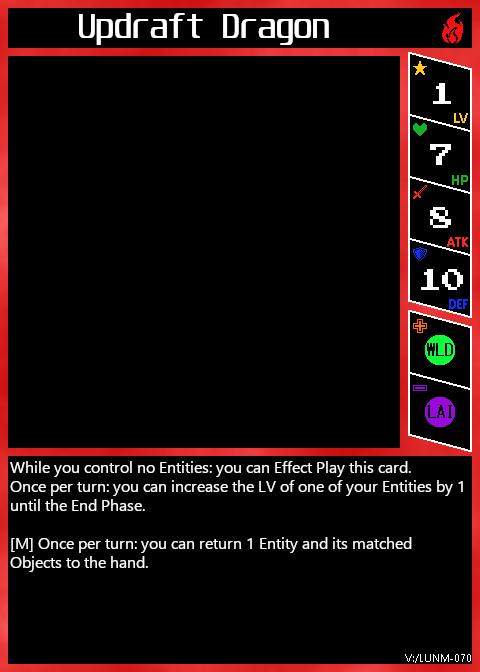 Updraft Dragon
1
LV
7
HP
8
ATK
10
DEF
WLD
LAI
While you control no Entities: you can Effect Play this card.
Once per turn: you can increase the LV of one of your Entities by 1
until the End Phase.
[M] Once per turn: you can return 1 Entity and its matched
Objects to the hand.
V:/LUNM-070